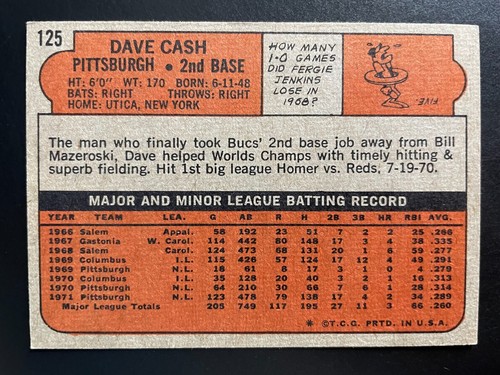 125
DAVE CASH
PITTSBURGH • 2nd BASE
HT: 6'0" WT: 170 BORN: 6-11-48
BATS: RIGHT THROWS: RIGHT
HOME: UTICA, NEW YORK
HOW MANY
1-0 GAMES
DID FERGIE
JENKINS
LOSE IN
1968?
FIVE.
The man who finally took Bucs' 2nd base job away from Bill
Mazeroski, Dave helped Worlds Champs with timely hitting &
superb fielding. Hit 1st big league Homer vs. Reds, 7-19-70.
MAJOR AND MINOR LEAGUE BATTING RECORD
YEAR TEAM LEA. G AB R H 2B 3B HR RBI AVG.
1966 Salem Appal. 58 192 23 51 7 2 2 25 .266
1967 Gastonia W. Carol. 114 442 80 148 17 3 4 38 .335
1968 Salem Carol. 124 473 68 131 20 1 6 59 .277
1969 Columbus I.L. 115 426 57 124 17 12 4 49 .291
1969 Pittsburgh N.L. 18 61 8 17 3 1 0 3 .279
1970 Columbus I.L. 35 128 20 40 3 2 1 16 .313
1970 Pittsburgh N.L. 64 210 30 66 7 6 1 28 .314
1971 Pittsburgh N.L. 123 478 79 138 17 4 2 34 .289
Major League Totals 205 749 117 195 27 11 3 66 .260
* © T.C.G. PRTD. IN U.S.A.